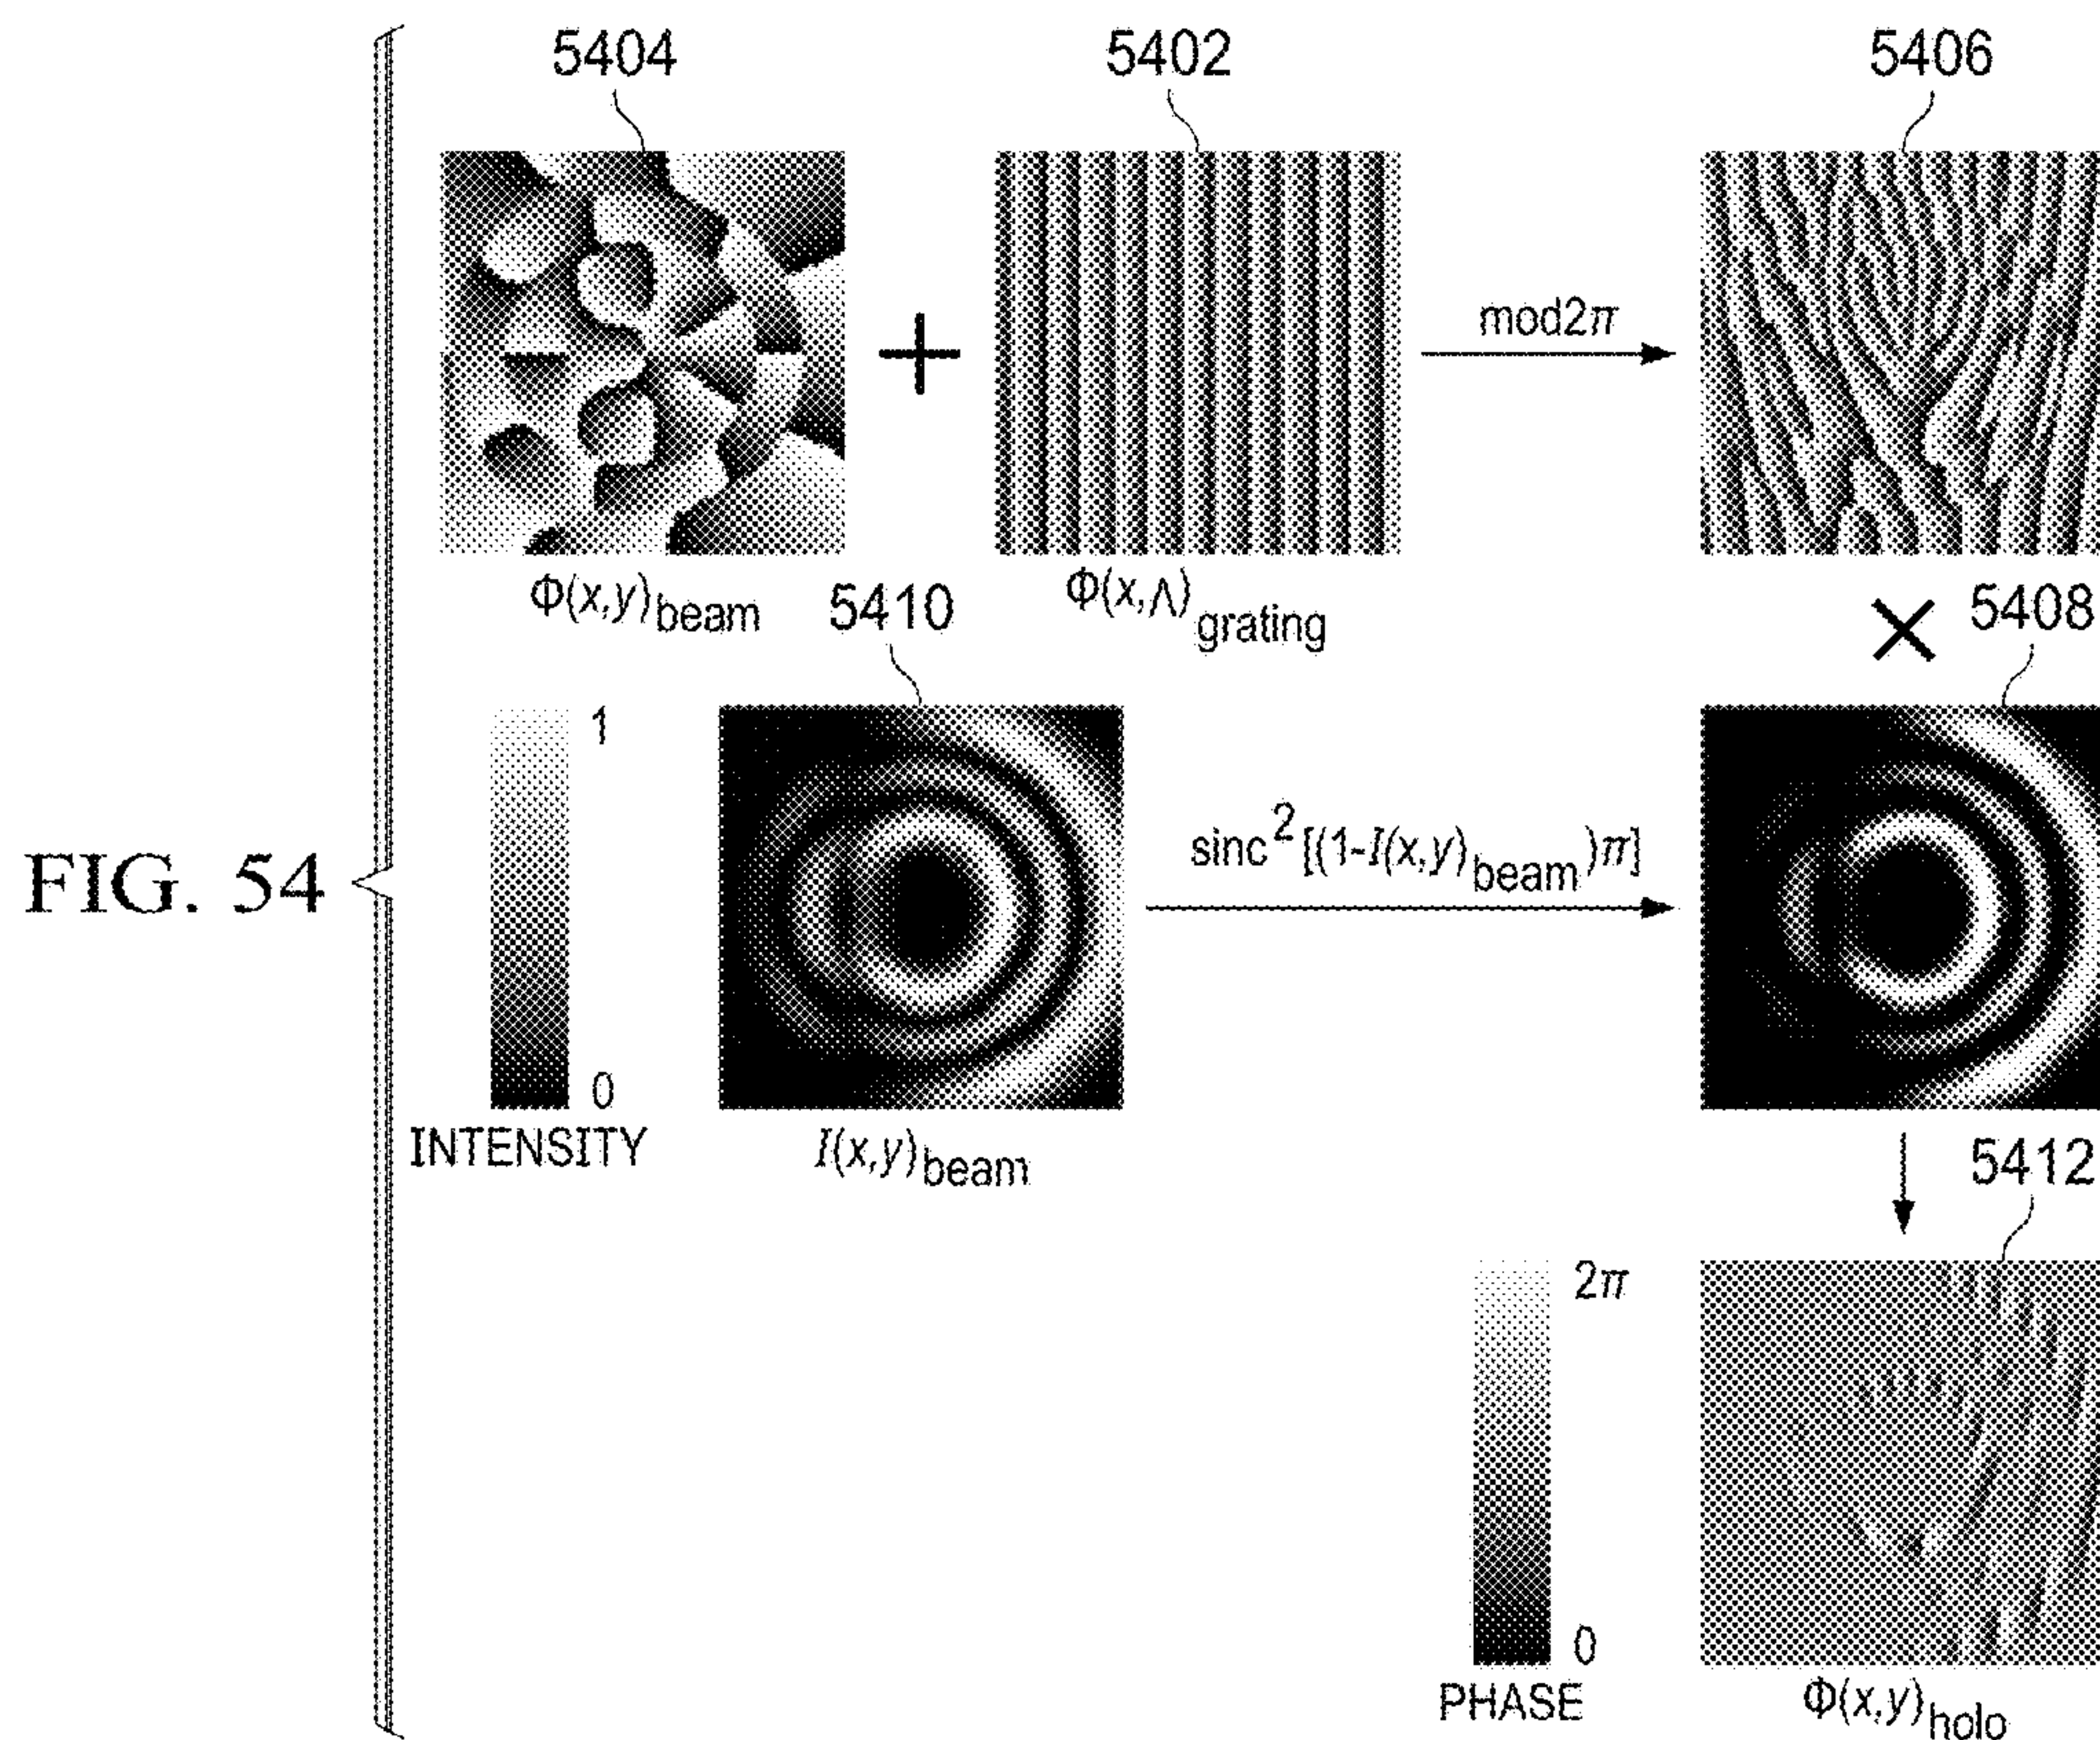 5404
5402
5406
mod2π
Φ(x,y)beam
Φ(x,Λ)grating
5410
5408
1
0
INTENSITY
I(x,y)beam
sinc²[(1-I(x,y)beam)π]
5412
FIG. 54
2π
0
PHASE
Φ(x,y)holo